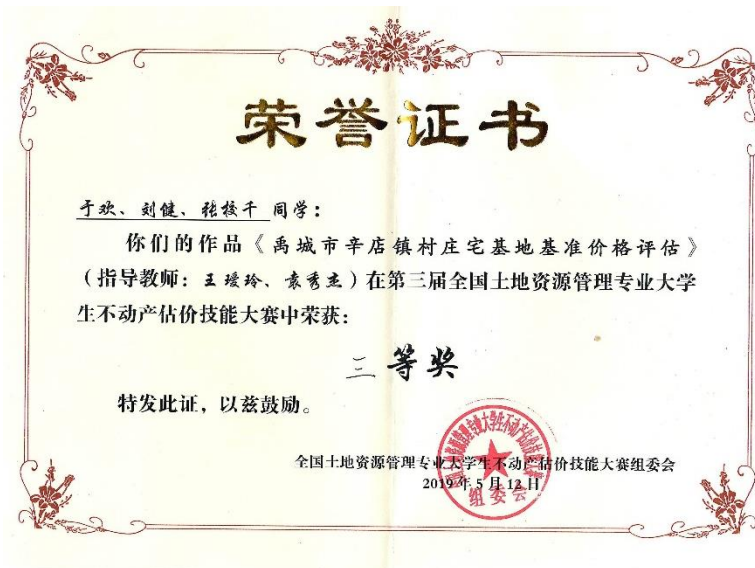 荣誉证书
于欢、刘健、张校千 同学：
你们的作品《禹城市辛店镇村庄宅基地基准价格评估》
（指导教师：王瑷玲、袁秀杰）在第三届全国土地资源管理专业大学
生不动产估价技能大赛中荣获：
三等奖
特发此证，以兹鼓励。
全国土地资源管理专业大学生不动产估价技能大赛组委会
2019年5月12日
组委会